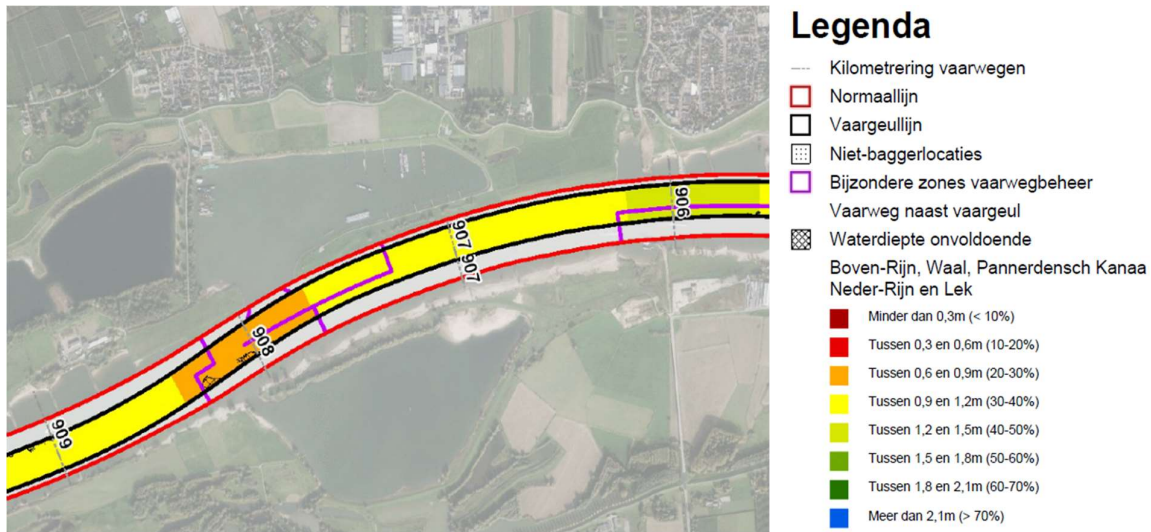 Legenda
Kilometrering vaarwegen
Normaallijn
Vaargeullijn
Niet-baggerlocaties
Bijzondere zones vaarwegbeheer
Vaarweg naast vaargeul
Waterdiepte onvoldoende
Boven-Rijn, Waal, Pannerdensch Kanaa
Neder-Rijn en Lek
Minder dan 0,3m (< 10%)
Tussen 0,3 en 0,6m (10-20%)
Tussen 0,6 en 0,9m (20-30%)
Tussen 0,9 en 1,2m (30-40%)
Tussen 1,2 en 1,5m (40-50%)
Tussen 1,5 en 1,8m (50-60%)
Tussen 1,8 en 2,1m (60-70%)
Meer dan 2,1m (> 70%)
906
907
907
908
909